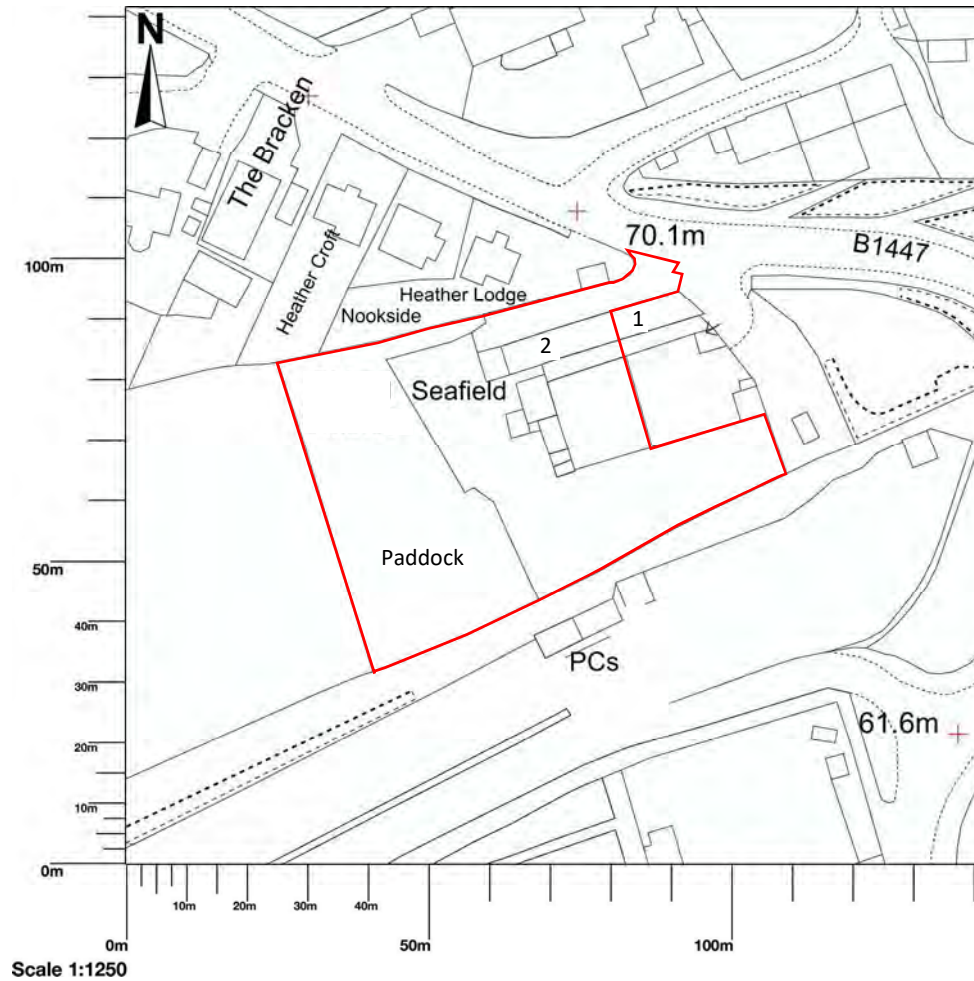 N
The Bracken
70.1m
B1447
100m
Heather Croft
Heather Lodge
Nookside
1
2
Seafield
50m
Paddock
40m
PCs
30m
61.6m
20m
10m
0m
10m
20m
30m
40m
0m
50m
100m
Scale 1:1250